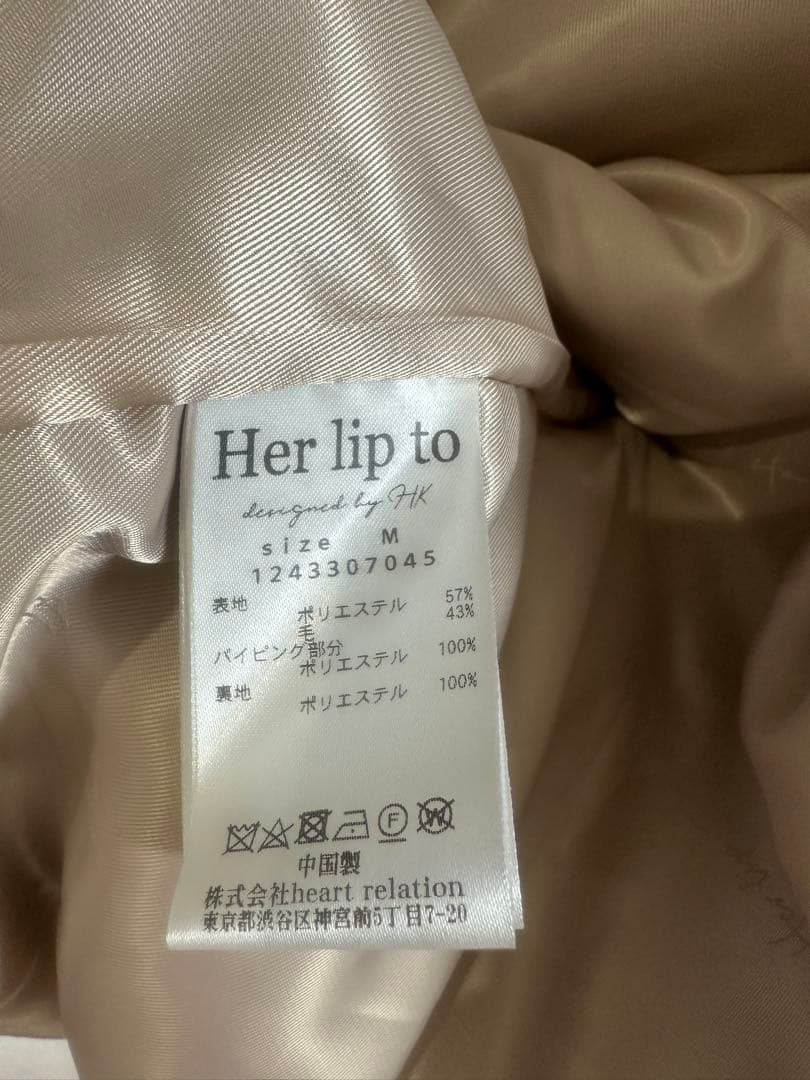 Her lip to
designed by HK
size M
1243307045
表地 ポリエステル 57%
毛 43%
パイピング部分
ポリエステル 100%
裏地 ポリエステル 100%
F W
中国製
株式会社heart relation
東京都渋谷区神宮前5丁目7-20